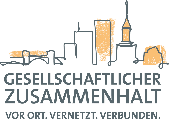 GESELLSCHAFTLICHER
ZUSAMMENHALT
VOR ORT. VERNETZT. VERBUNDEN.